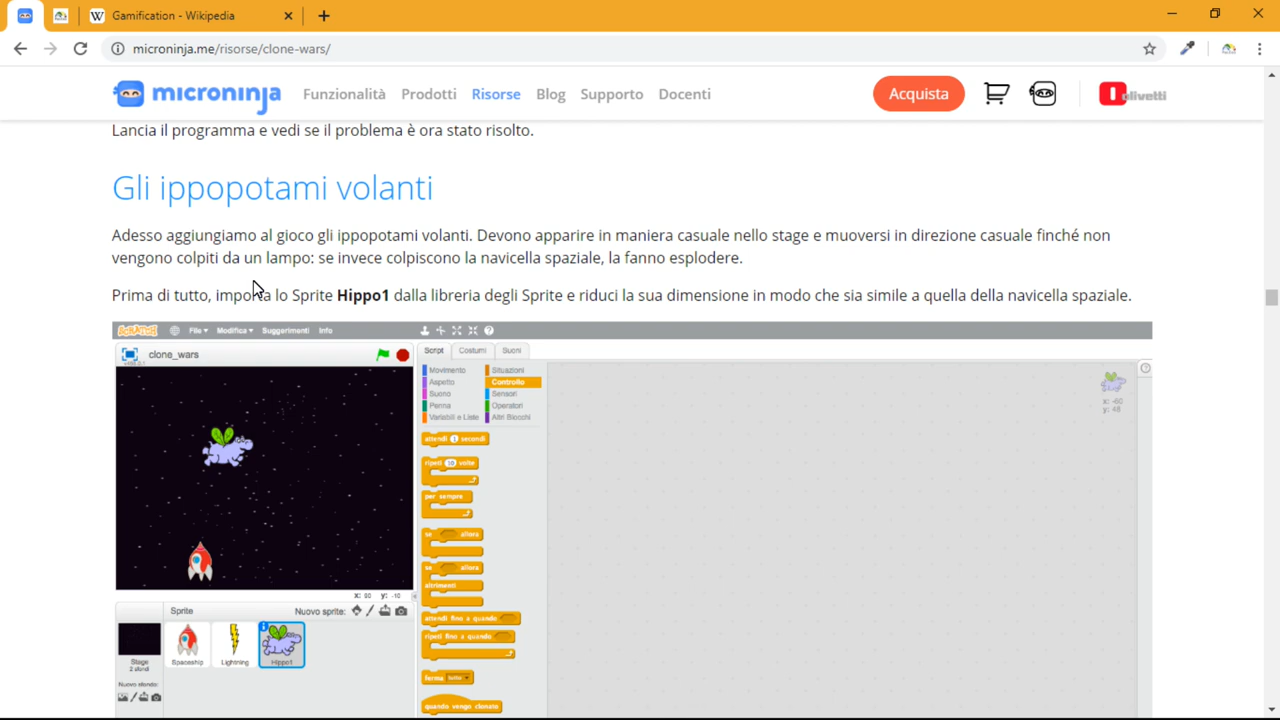 Gamification - Wikipedia
microninja.me/risorse/clone-wars/
microninja Funzionalità Prodotti Risorse Blog Supporto Docenti Acquista olivetti
Lancia il programma e vedi se il problema è ora stato risolto.
Gli ippopotami volanti
Adesso aggiungiamo al gioco gli ippopotami volanti. Devono apparire in maniera casuale nello stage e muoversi in direzione casuale finché non
vengono colpiti da un lampo: se invece colpiscono la navicella spaziale, la fanno esplodere.
Prima di tutto, importa lo Sprite Hippo1 dalla libreria degli Sprite e riduci la sua dimensione in modo che sia simile a quella della navicella spaziale.
SCRATCH File Modifica Suggerimenti Info
clone_wars
Script Costumi Suoni
Movimento Situazioni
Aspetto Controllo
Suono Sensori
Penna Operatori
Variabili e Liste Altri Blocchi
x: -60
y: 48
attendi 1 secondi
ripeti 10 volte
per sempre
se allora
se allora
altrimenti
attendi fino a quando
ripeti fino a quando
ferma tutto
quando vengo clonato
x: 90 y: -10
Sprite Nuovo sprite:
Stage
2 sfondi
Spaceship Lightning Hippo1
Nuovo sfondo: